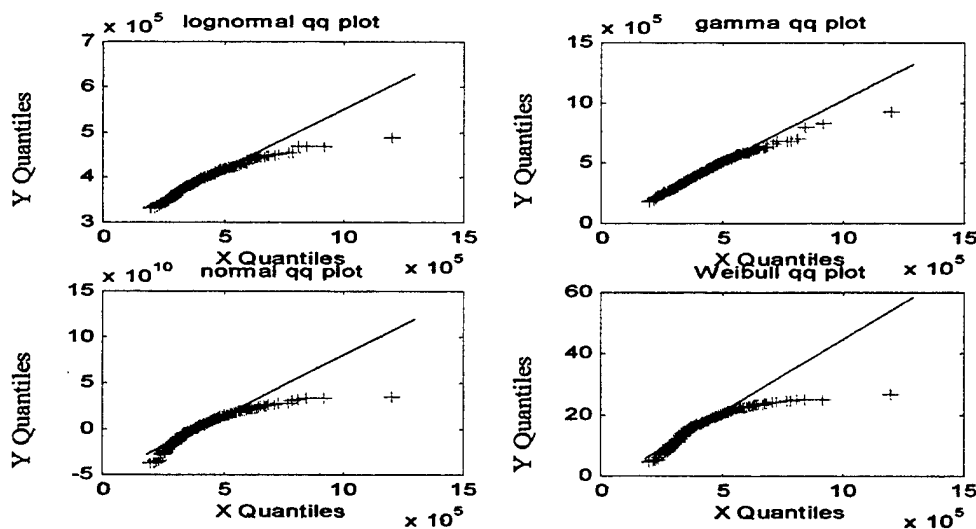 × 10^5 lognormal qq plot
7
6
5
4
3
0 5 10 15
Y Quantiles
X Quantiles × 10^5
× 10^5 gamma qq plot
15
10
5
0
0 5 10 15
Y Quantiles
X Quantiles × 10^5
× 10^10 normal qq plot
15
10
5
0
-5
0 5 10 15
Y Quantiles
X Quantiles × 10^5
Weibull qq plot
60
40
20
0
0 5 10 15
Y Quantiles
X Quantiles × 10^5